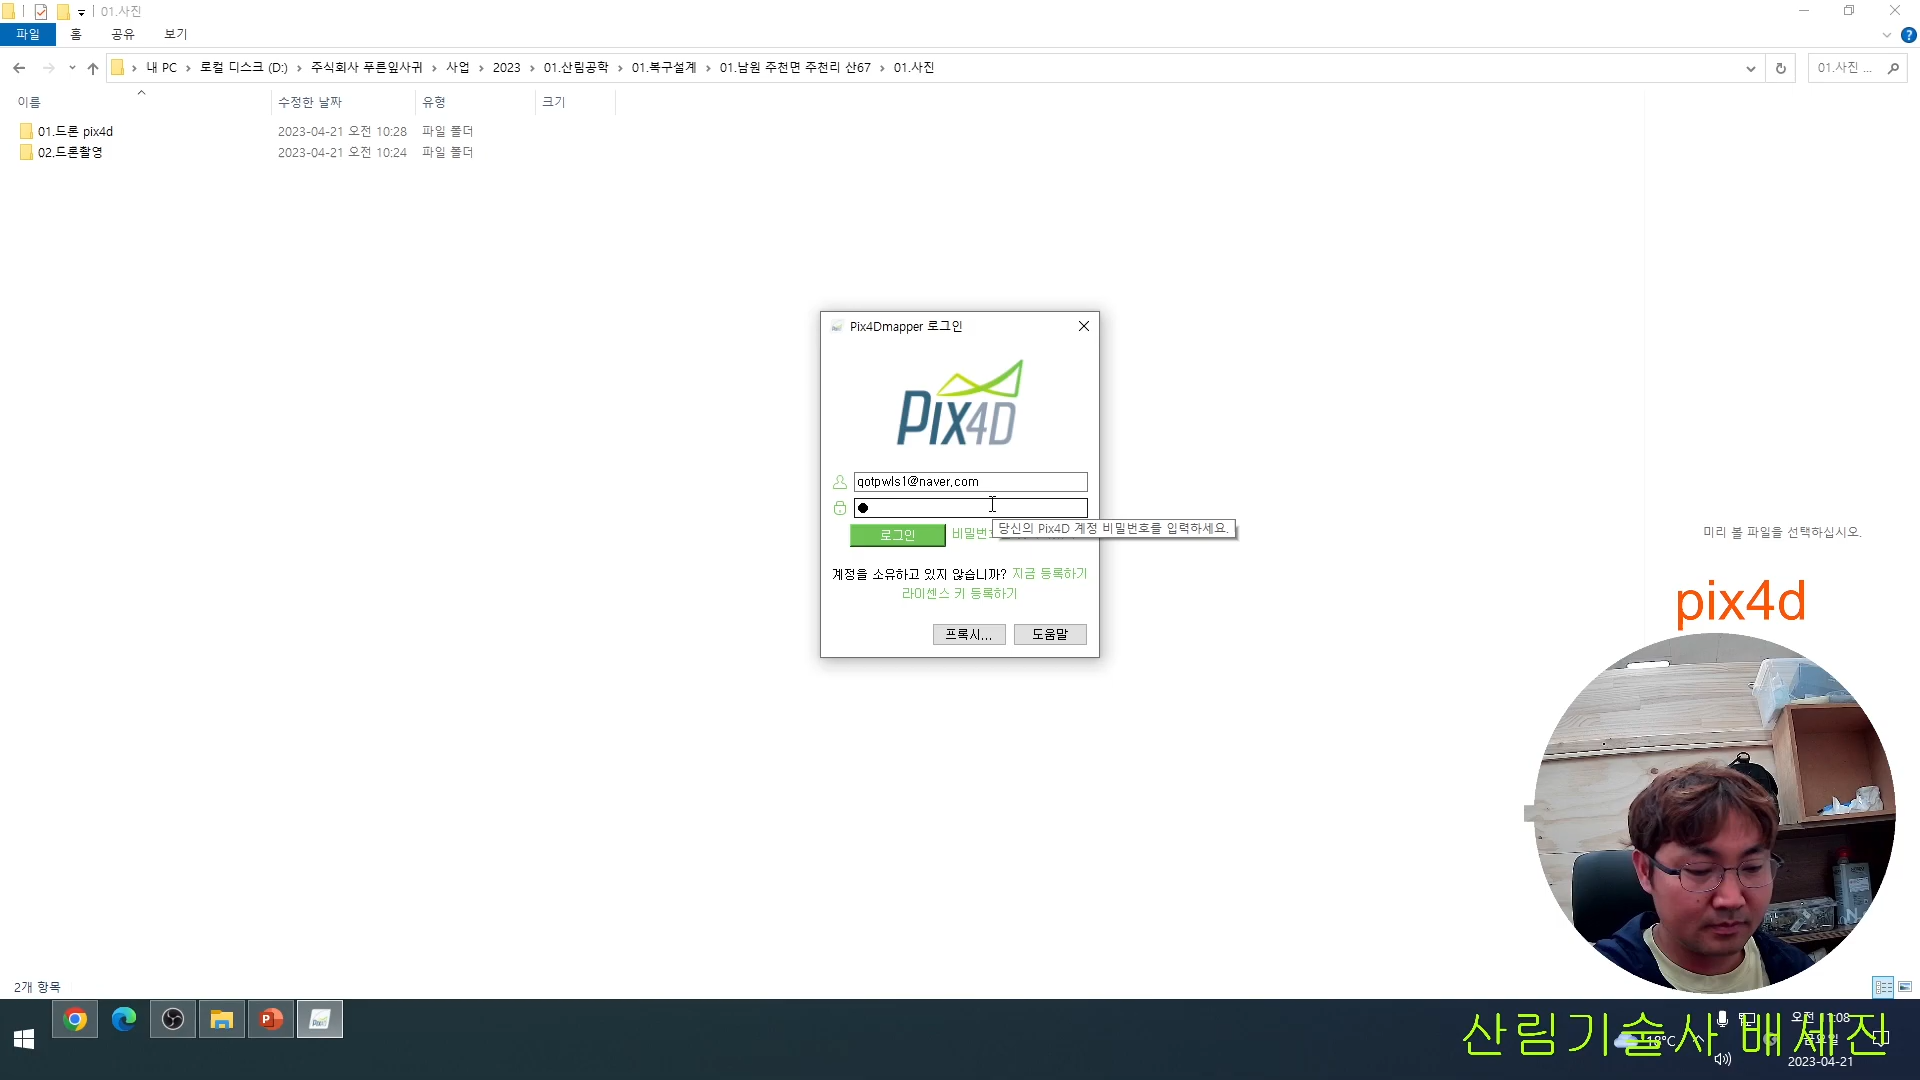 01.사진
파일 홈 공유 보기
내 PC › 로컬 디스크 (D:) › 주식회사 푸른잎사귀 › 사업 › 2023 › 01.산림공학 › 01.복구설계 › 01.남원 주천면 주천리 산67 › 01.사진
01.사진 ...
이름 수정한 날짜 유형 크기
01.드론 pix4d 2023-04-21 오전 10:28 파일 폴더
02.드론촬영 2023-04-21 오전 10:24 파일 폴더
Pix4Dmapper 로그인
PIX4D
qotpwls1@naver.com
당신의 Pix4D 계정 비밀번호를 입력하세요.
로그인
계정을 소유하고 있지 않습니까? 지금 등록하기
라이센스 키 등록하기
프록시... 도움말
미리 볼 파일을 선택하십시오.
pix4d
2개 항목
산림기술사 배세진
18°C
오전
2023-04-21